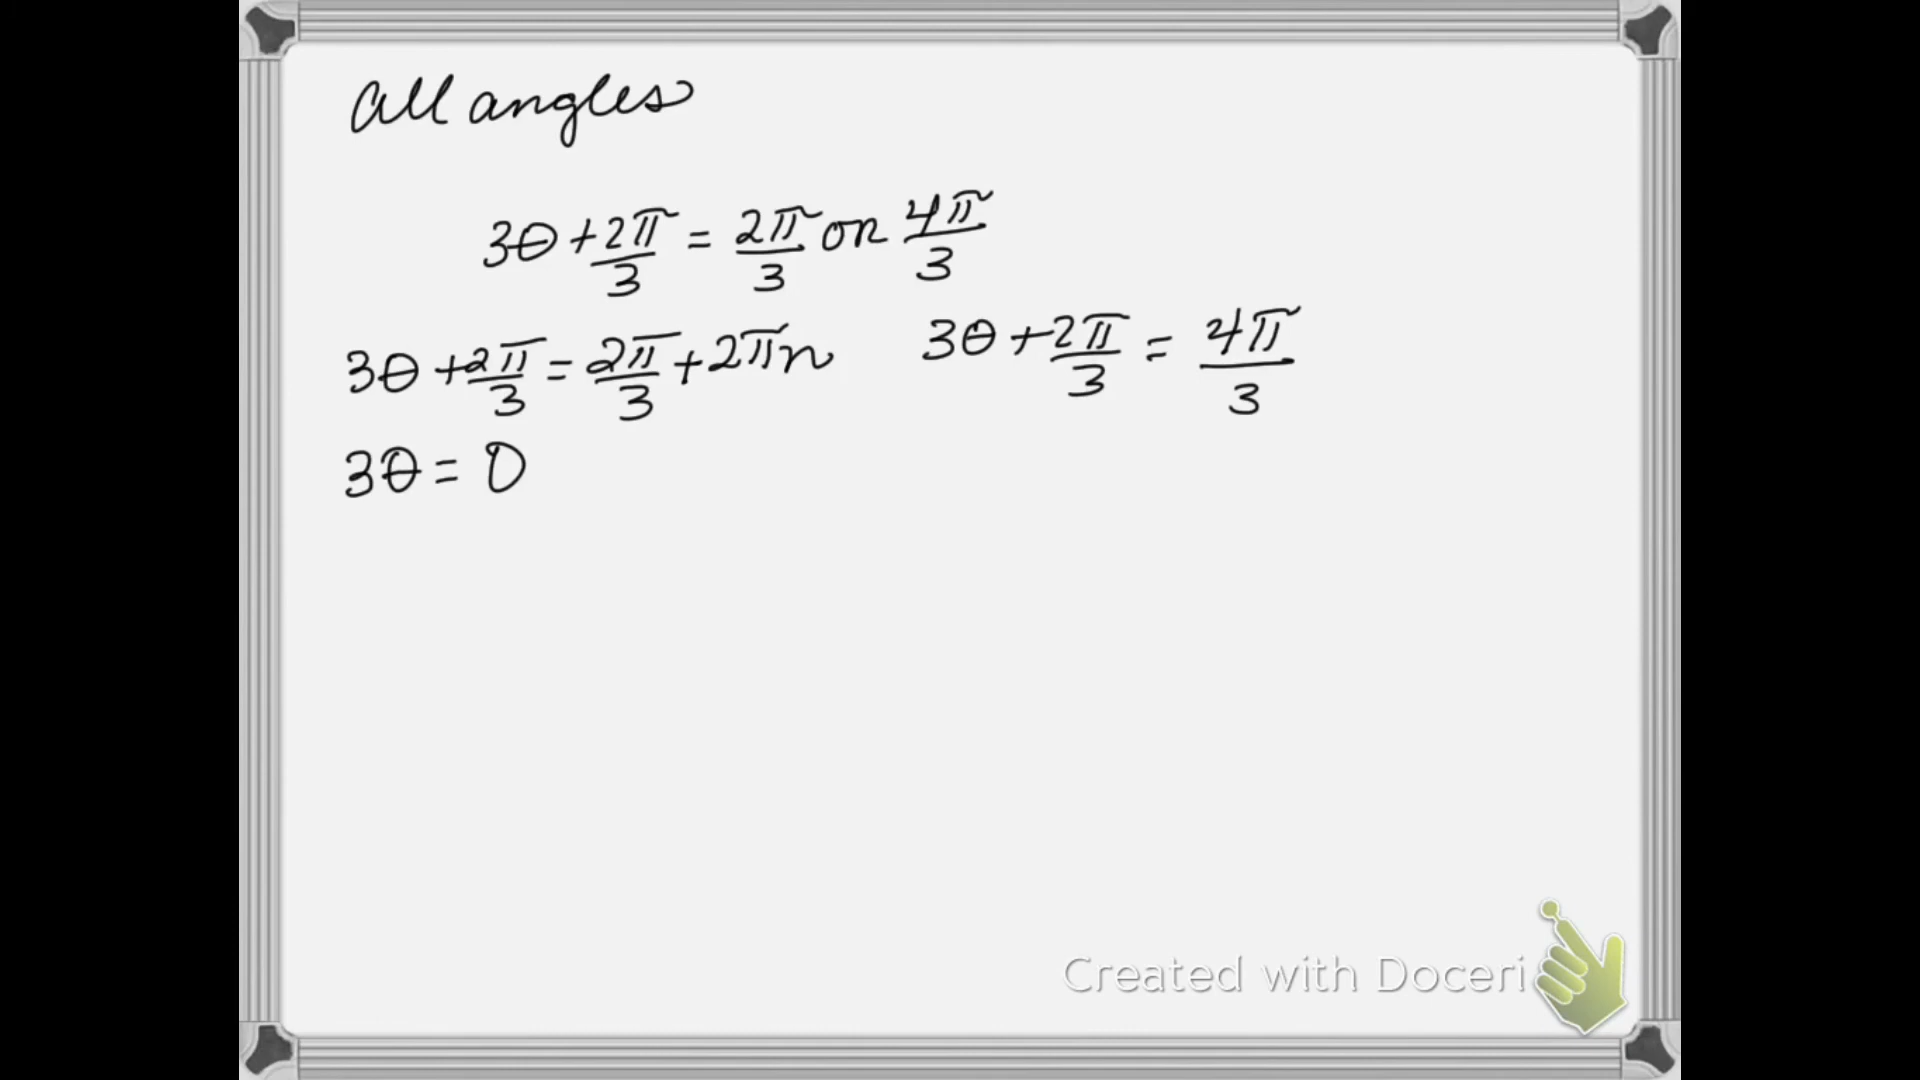 all angles
3θ + 2π/3 = 2π/3 or 4π/3
3θ + 2π/3 = 2π/3 + 2πn
3θ + 2π/3 = 4π/3
3θ = 0
Created with Doceri